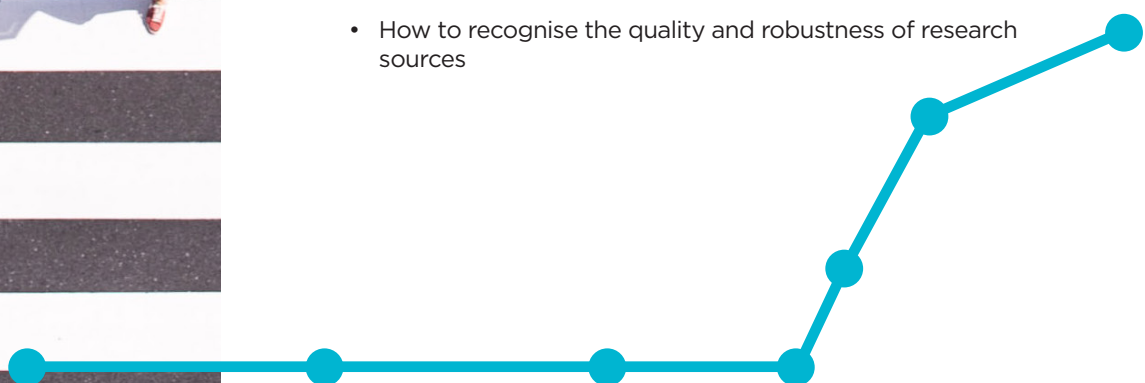 • How to recognise the quality and robustness of research
sources